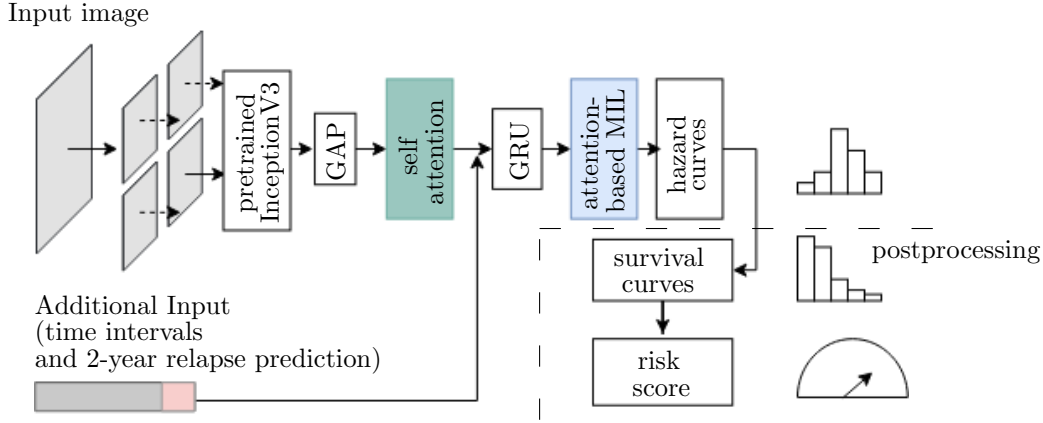 Input image
pretrained
InceptionV3
GAP
self
attention
GRU
attention-
based MIL
hazard
curves
postprocessing
survival
curves
risk
score
Additional Input
(time intervals
and 2-year relapse prediction)